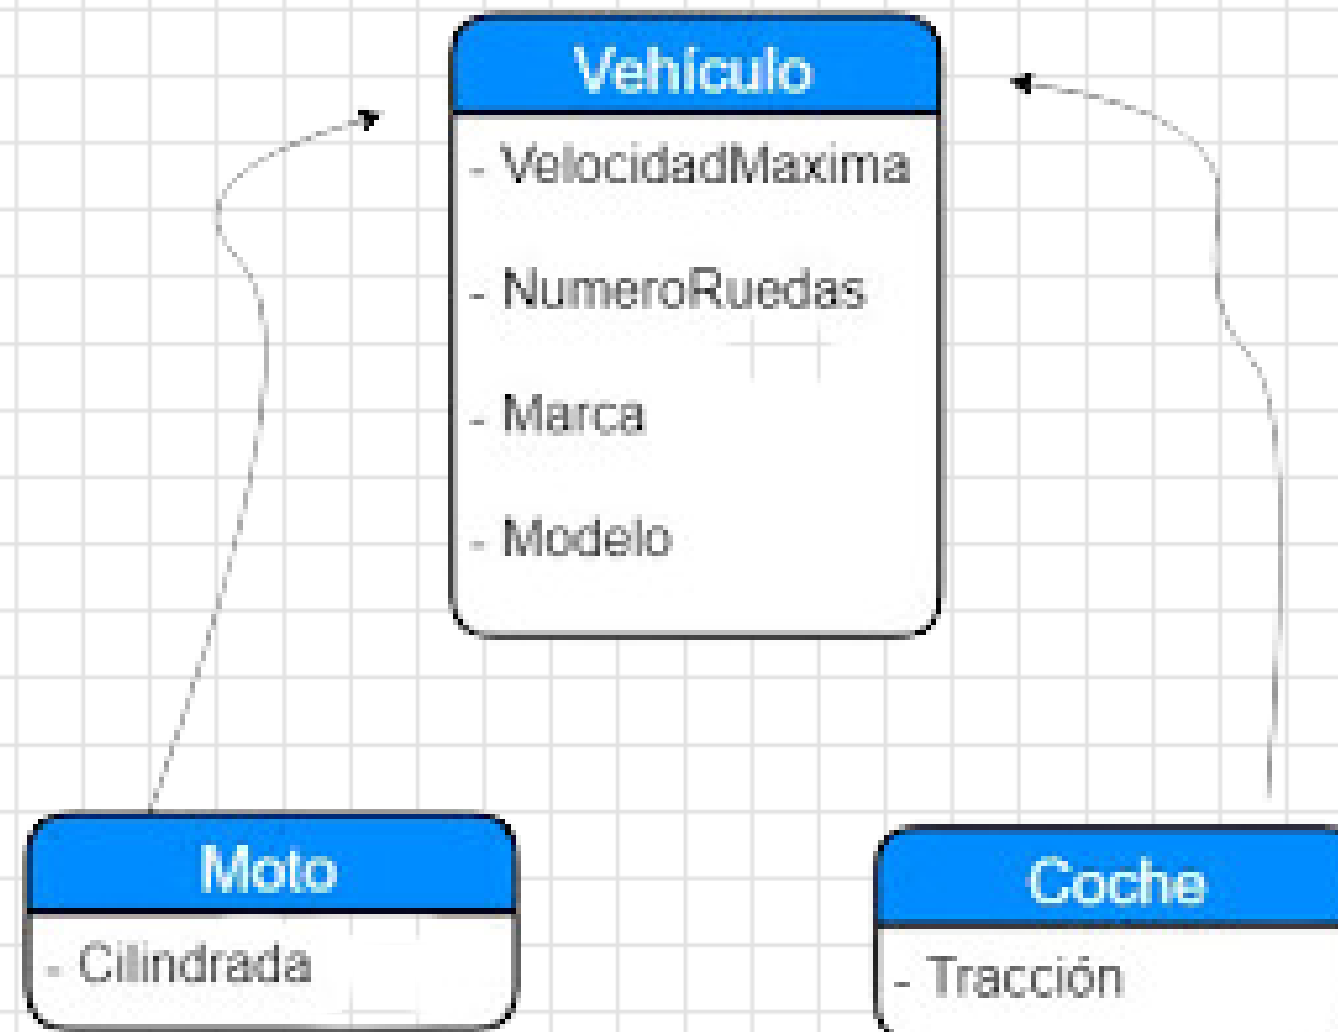 Vehículo
- VelocidadMaxima
- NumeroRuedas
- Marca
- Modelo
Moto
- Cilindrada
Coche
- Tracción